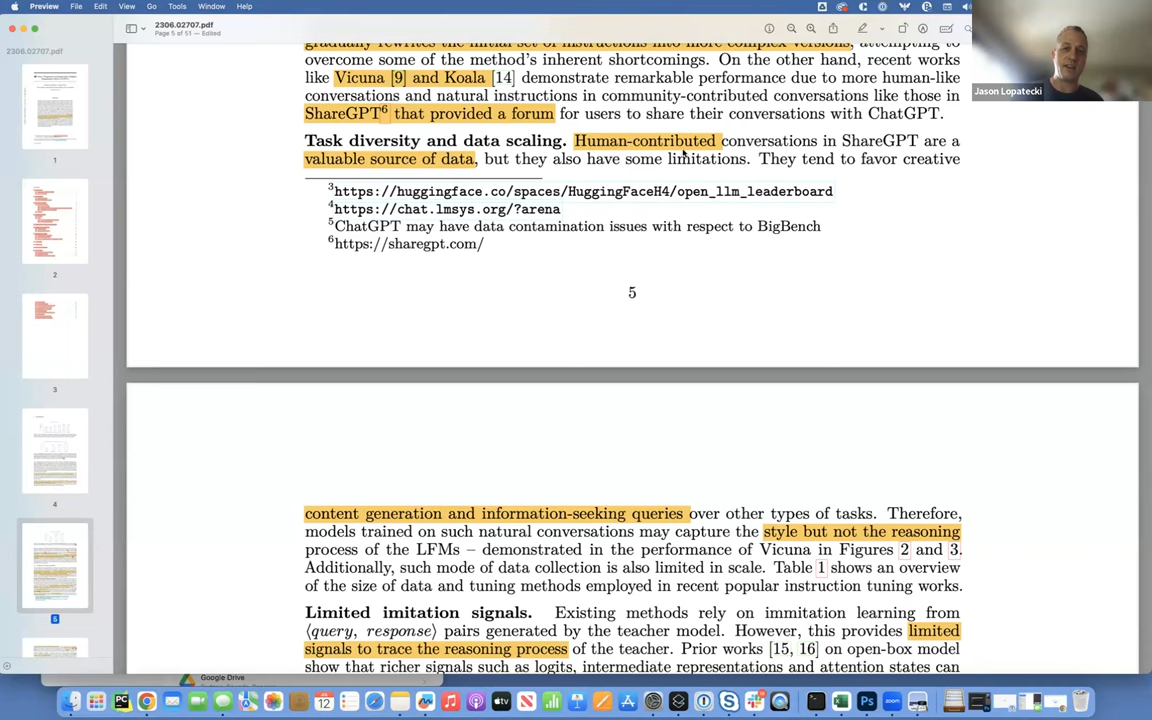 Preview File Edit View Go Tools Window Help
2306.02707.pdf
Page 5 of 51 – Edited
2306.02707.pdf
Jason Lopatecki
1
2
3
4
5
gradually rewrites the initial set of instructions into more complex versions, attempting to
overcome some of the method's inherent shortcomings. On the other hand, recent works
like Vicuna [9] and Koala [14] demonstrate remarkable performance due to more human-like
conversations and natural instructions in community-contributed conversations like those in
ShareGPT6 that provided a forum for users to share their conversations with ChatGPT.
Task diversity and data scaling. Human-contributed conversations in ShareGPT are a
valuable source of data, but they also have some limitations. They tend to favor creative
3https://huggingface.co/spaces/HuggingFaceH4/open_llm_leaderboard
4https://chat.lmsys.org/?arena
5ChatGPT may have data contamination issues with respect to BigBench
6https://sharegpt.com/
5
content generation and information-seeking queries over other types of tasks. Therefore,
models trained on such natural conversations may capture the style but not the reasoning
process of the LFMs – demonstrated in the performance of Vicuna in Figures 2 and 3.
Additionally, such mode of data collection is also limited in scale. Table 1 shows an overview
of the size of data and tuning methods employed in recent popular instruction tuning works.
Limited imitation signals. Existing methods rely on immitation learning from
⟨query, response⟩ pairs generated by the teacher model. However, this provides limited
signals to trace the reasoning process of the teacher. Prior works [15, 16] on open-box model
show that richer signals such as logits, intermediate representations and attention states can
Google Drive
12